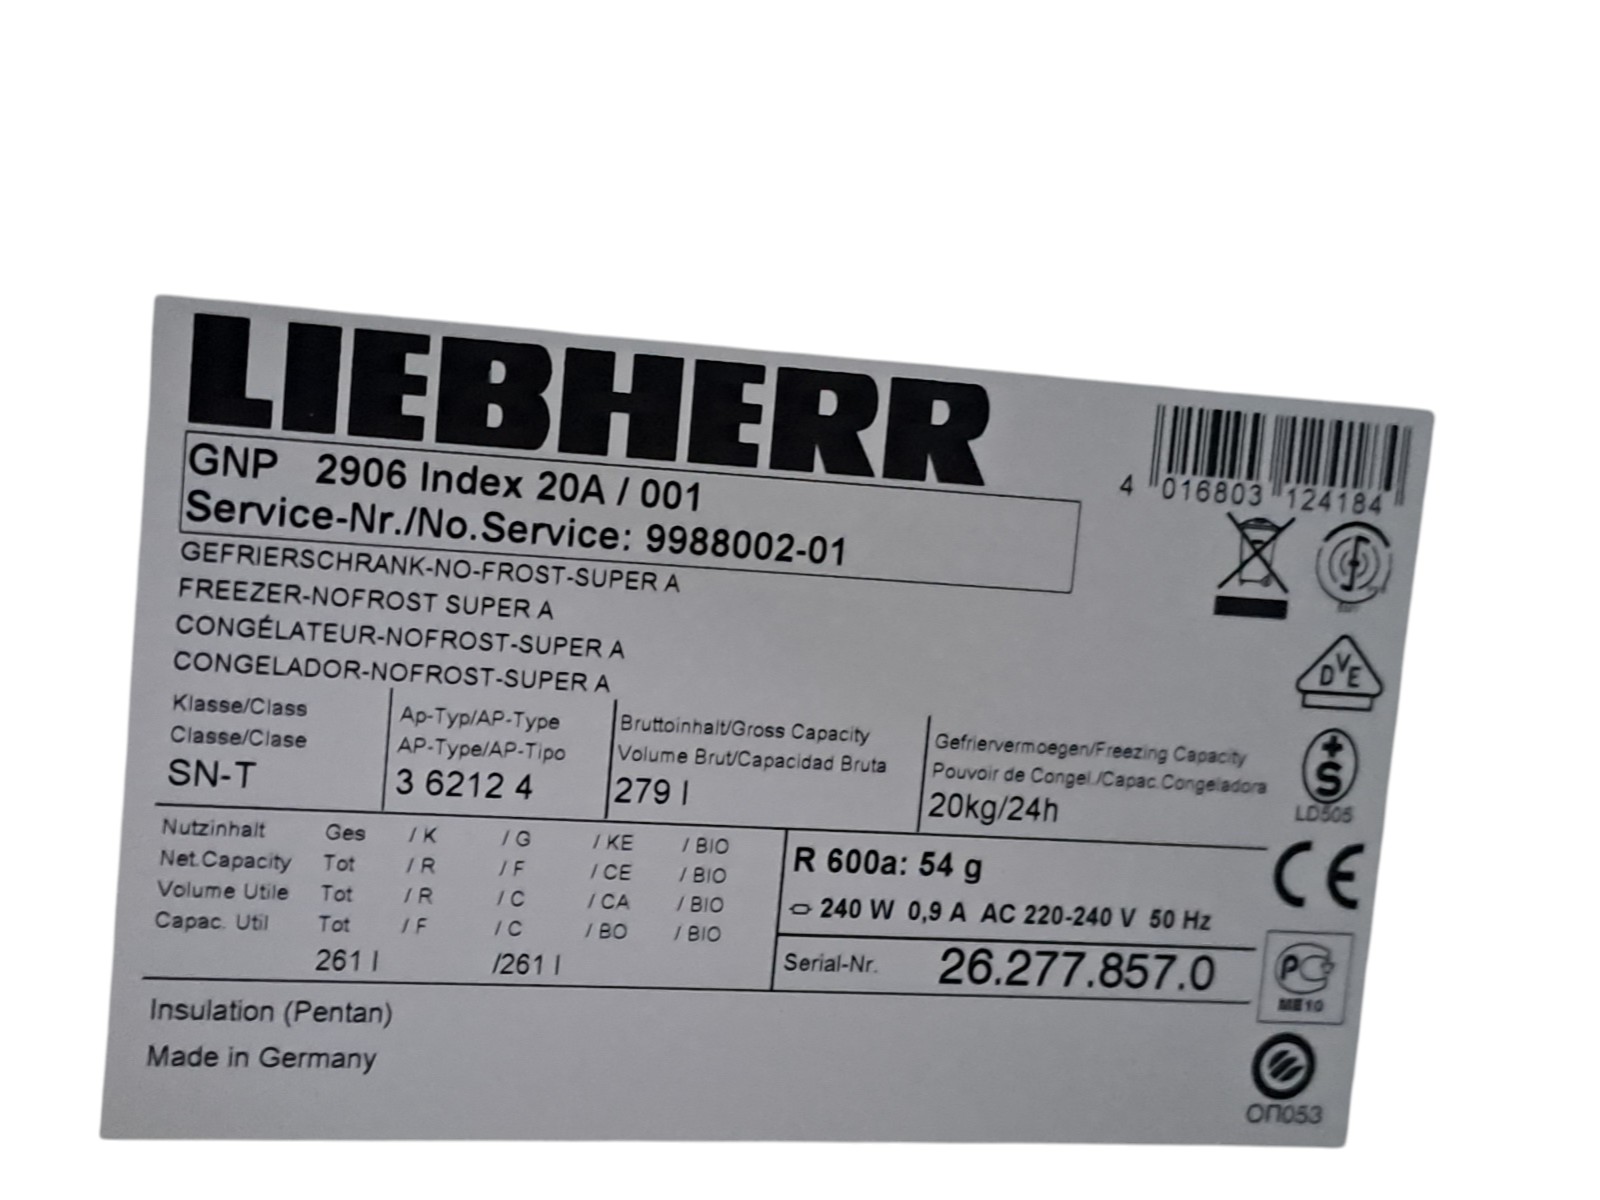 LIEBHERR
4 016803 124184
GNP 2906 Index 20A / 001
Service-Nr./No.Service: 9988002-01
GEFRIERSCHRANK-NO-FROST-SUPER A
FREEZER-NOFROST SUPER A
CONGÉLATEUR-NOFROST-SUPER A
CONGELADOR-NOFROST-SUPER A
DVE
Klasse/Class
Classe/Clase
SN-T
Ap-Typ/AP-Type
AP-Type/AP-Tipo
3 6212 4
Bruttoinhalt/Gross Capacity
Volume Brut/Capacidad Bruta
279 l
Gefriervermoegen/Freezing Capacity
Pouvoir de Congel./Capac.Congeladora
20kg/24h
+S
LD505
Nutzinhalt Ges / K / G / KE / BIO
Net.Capacity Tot / R / F / CE / BIO
Volume Utile Tot / R / C / CA / BIO
Capac. Util Tot / F / C / BO / BIO
261 l /261 l
R 600a: 54 g
240 W 0,9 A AC 220-240 V 50 Hz
Serial-Nr. 26.277.857.0
CE
PC
ME10
Insulation (Pentan)
Made in Germany
ОП053